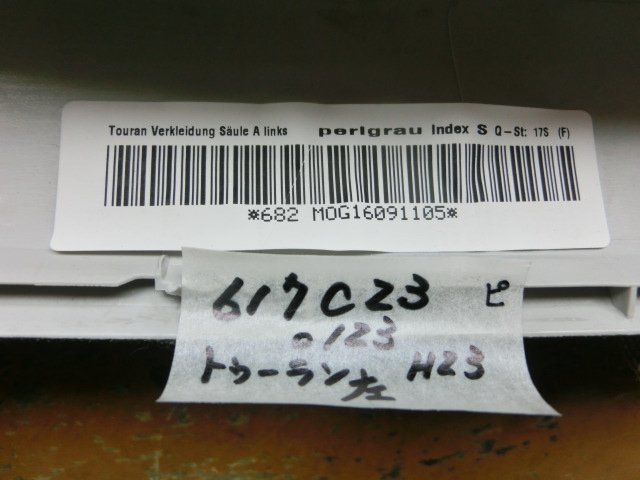 Touran Verkleidung Säule A links perlgrau Index S Q-St: 17S (F)
*682 MOG16091105*
617C23 ピ
0123
トゥーラン左 H23